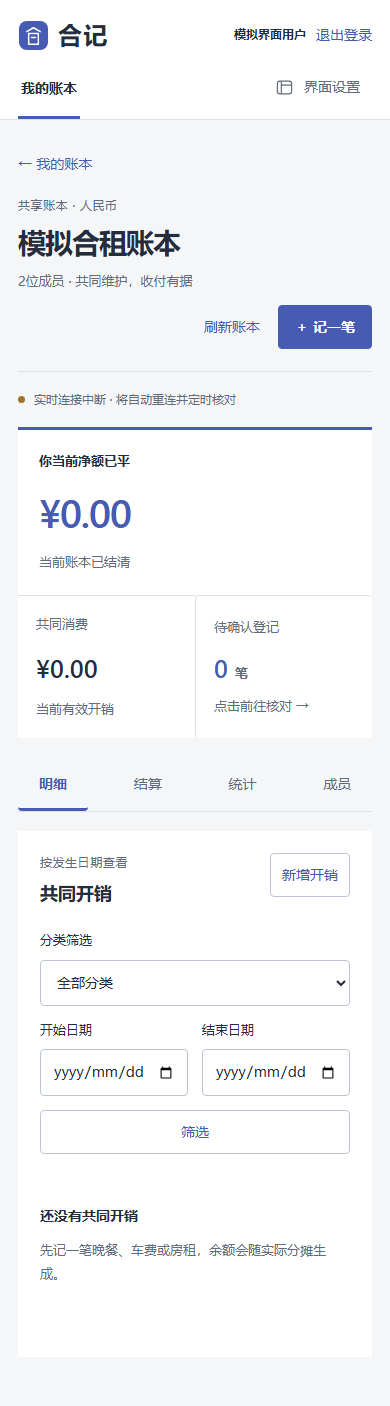 合记
模拟界面用户 退出登录
我的账本 界面设置
← 我的账本
共享账本 · 人民币
模拟合租账本
2位成员 · 共同维护，收付有据
刷新账本 + 记一笔
实时连接中断 · 将自动重连并定时核对
你当前净额已平
¥0.00
当前账本已结清
共同消费
¥0.00
当前有效开销
待确认登记
0 笔
点击前往核对 →
明细 结算 统计 成员
按发生日期查看
共同开销
新增开销
分类筛选
全部分类
开始日期 结束日期
yyyy/mm/dd yyyy/mm/dd
筛选
还没有共同开销
先记一笔晚餐、车费或房租，余额会随实际分摊生
成。